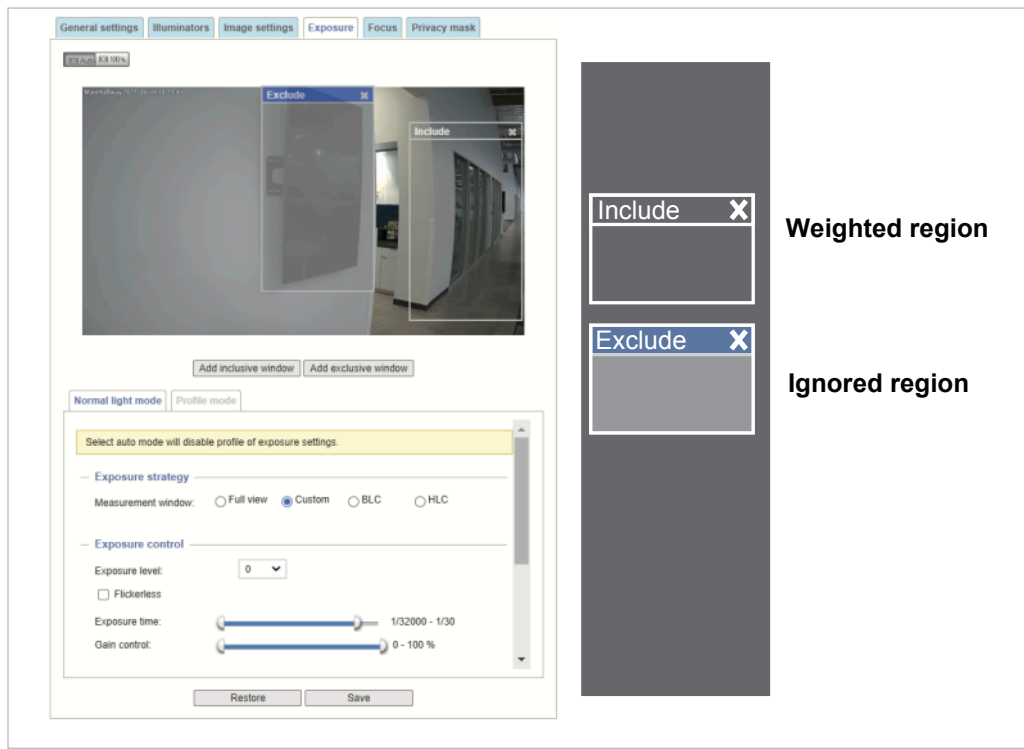 General settings Illuminators Image settings Exposure Focus Privacy mask
Auto 100%
Exclude
Include
Include
Weighted region
Exclude
Ignored region
Add inclusive window Add exclusive window
Normal light mode Profile mode
Select auto mode will disable profile of exposure settings.
Exposure strategy
Measurement window: Full view Custom BLC HLC
Exposure control
Exposure level: 0
Flickerless
Exposure time: 1/32000 - 1/30
Gain control: 0 - 100 %
Restore Save